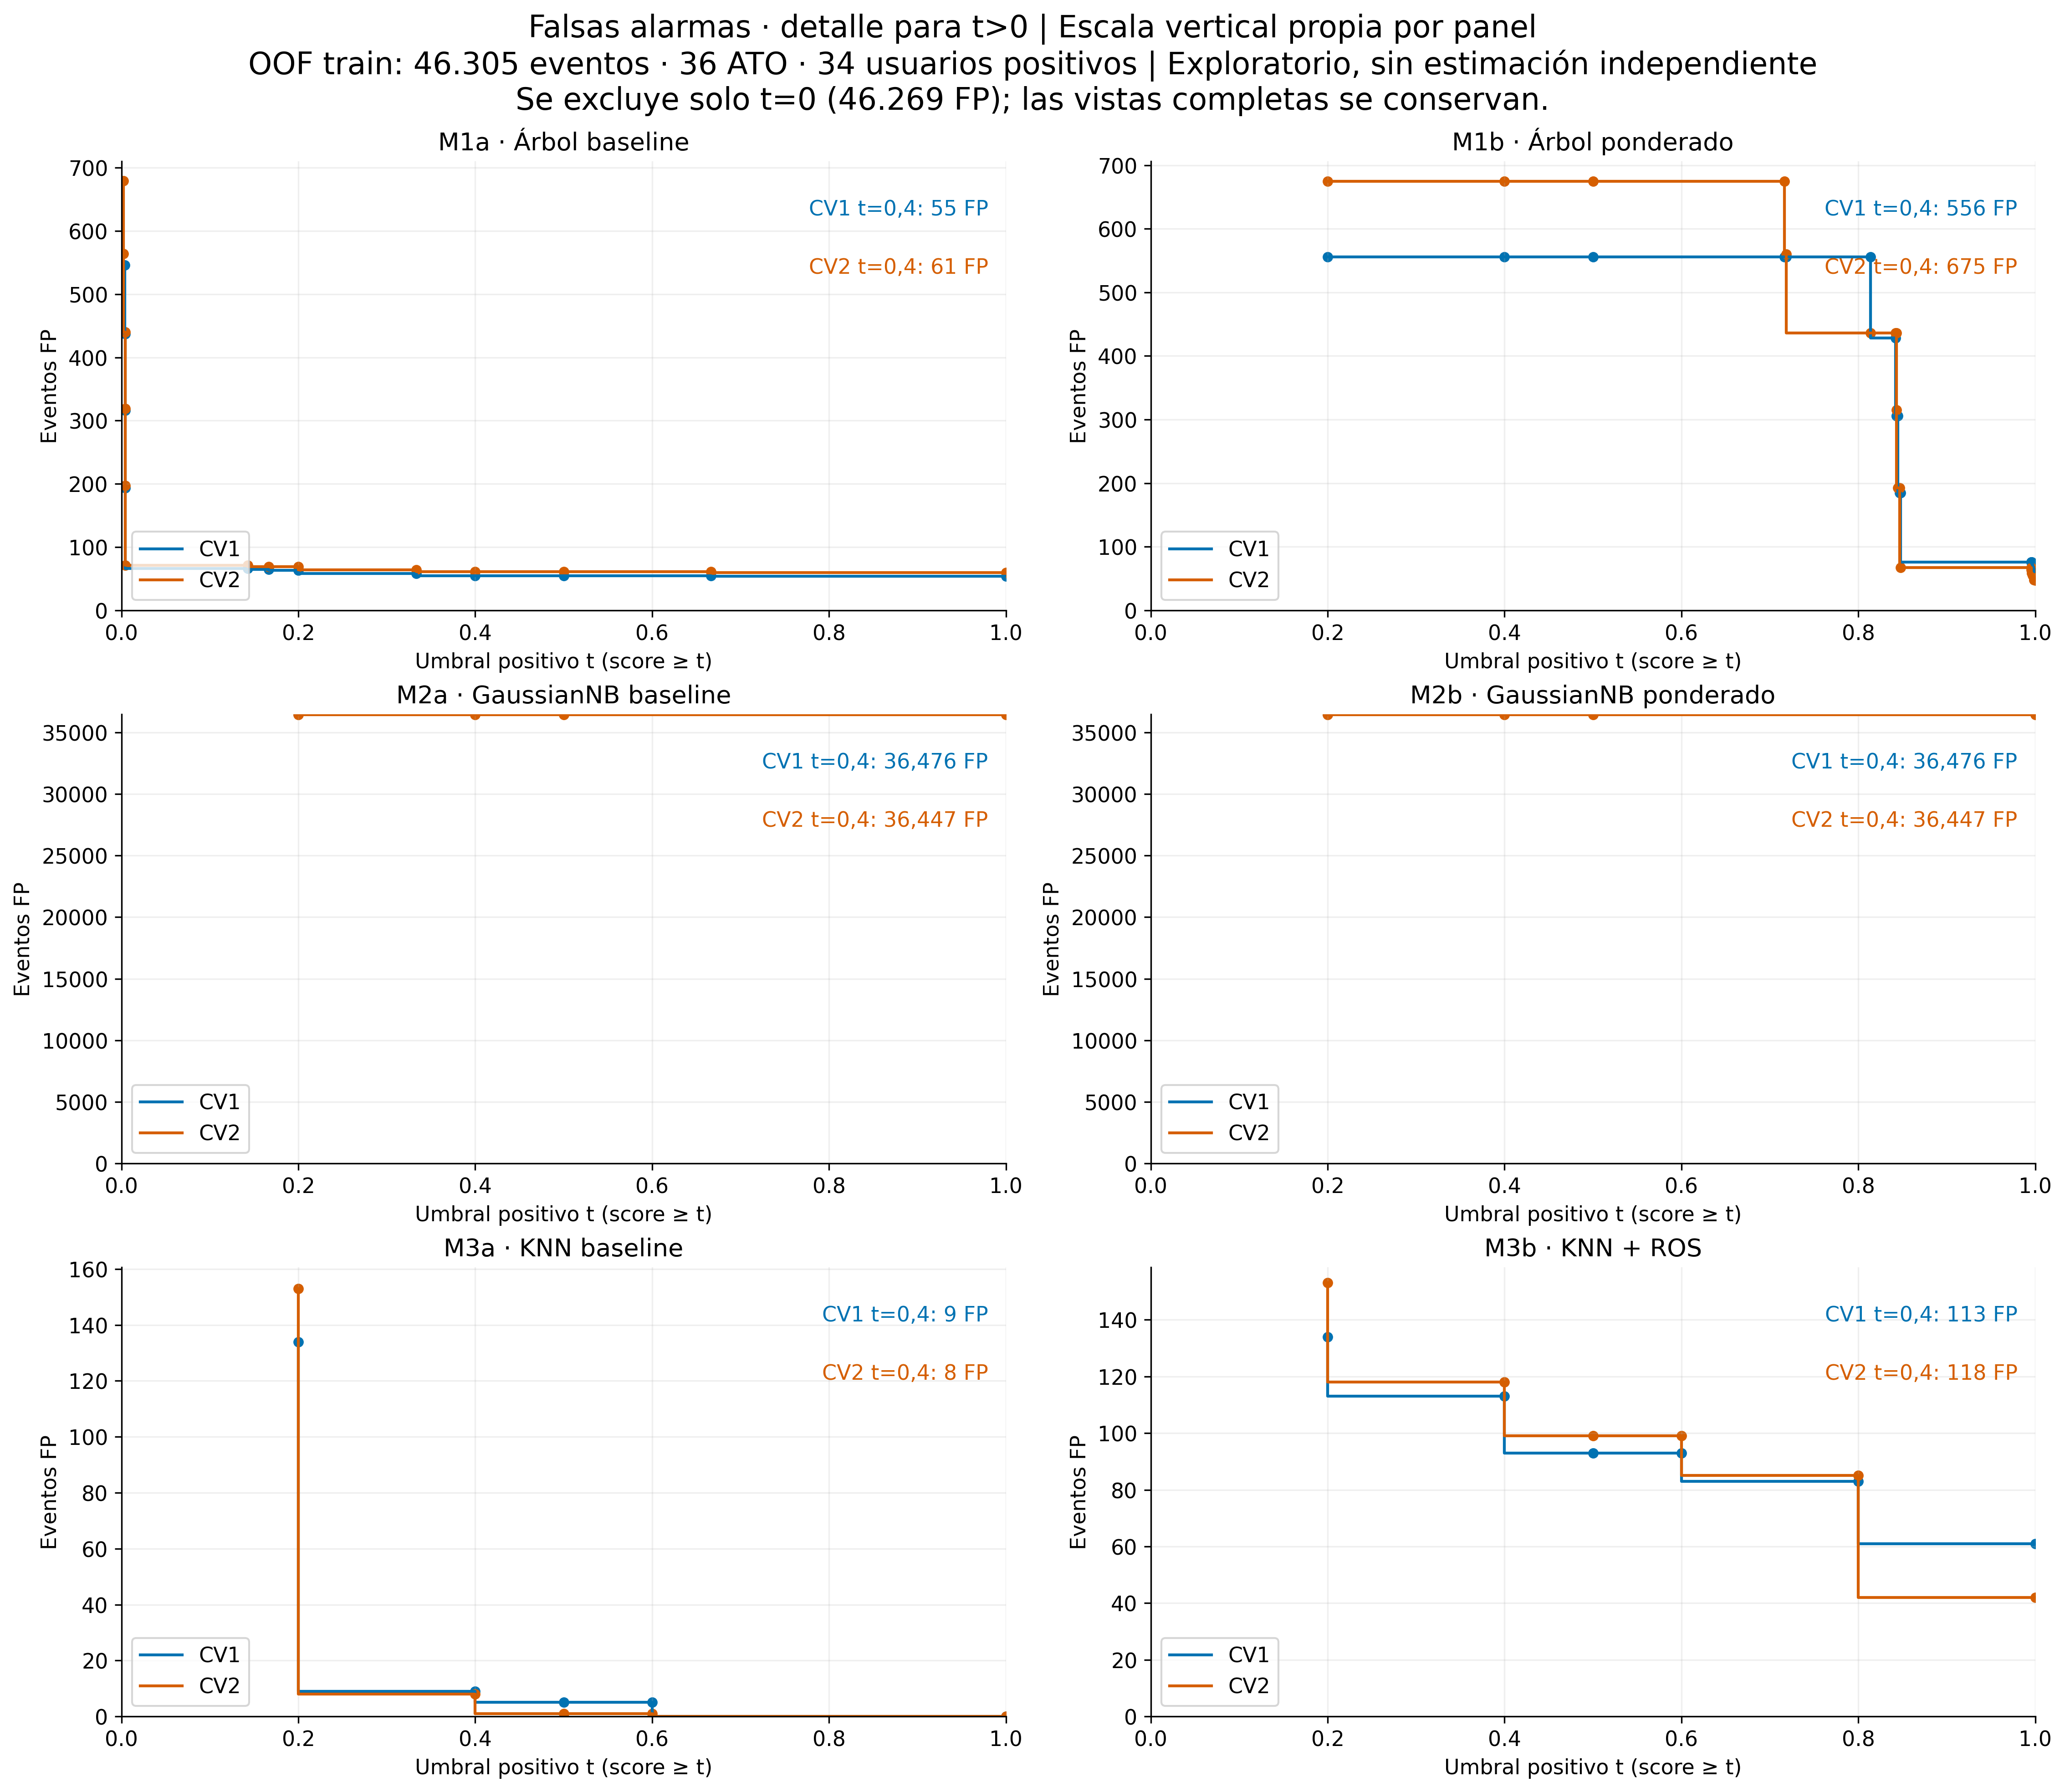 Falsas alarmas · detalle para t>0 | Escala vertical propia por panel
OOF train: 46.305 eventos · 36 ATO · 34 usuarios positivos | Exploratorio, sin estimación independiente
Se excluye solo t=0 (46.269 FP); las vistas completas se conservan.
M1a · Árbol baseline
700
600
500
400
300
200
100
0
Eventos FP
CV1 t=0,4: 55 FP
CV2 t=0,4: 61 FP
CV1
CV2
0.0 0.2 0.4 0.6 0.8 1.0
Umbral positivo t (score ≥ t)
M1b · Árbol ponderado
700
600
500
400
300
200
100
0
Eventos FP
CV1 t=0,4: 556 FP
CV2 t=0,4: 675 FP
CV1
CV2
0.0 0.2 0.4 0.6 0.8 1.0
Umbral positivo t (score ≥ t)
M2a · GaussianNB baseline
35000
30000
25000
20000
15000
10000
5000
0
Eventos FP
CV1 t=0,4: 36,476 FP
CV2 t=0,4: 36,447 FP
CV1
CV2
0.0 0.2 0.4 0.6 0.8 1.0
Umbral positivo t (score ≥ t)
M2b · GaussianNB ponderado
35000
30000
25000
20000
15000
10000
5000
0
Eventos FP
CV1 t=0,4: 36,476 FP
CV2 t=0,4: 36,447 FP
CV1
CV2
0.0 0.2 0.4 0.6 0.8 1.0
Umbral positivo t (score ≥ t)
M3a · KNN baseline
160
140
120
100
80
60
40
20
0
Eventos FP
CV1 t=0,4: 9 FP
CV2 t=0,4: 8 FP
CV1
CV2
0.0 0.2 0.4 0.6 0.8 1.0
Umbral positivo t (score ≥ t)
M3b · KNN + ROS
140
120
100
80
60
40
20
0
Eventos FP
CV1 t=0,4: 113 FP
CV2 t=0,4: 118 FP
CV1
CV2
0.0 0.2 0.4 0.6 0.8 1.0
Umbral positivo t (score ≥ t)